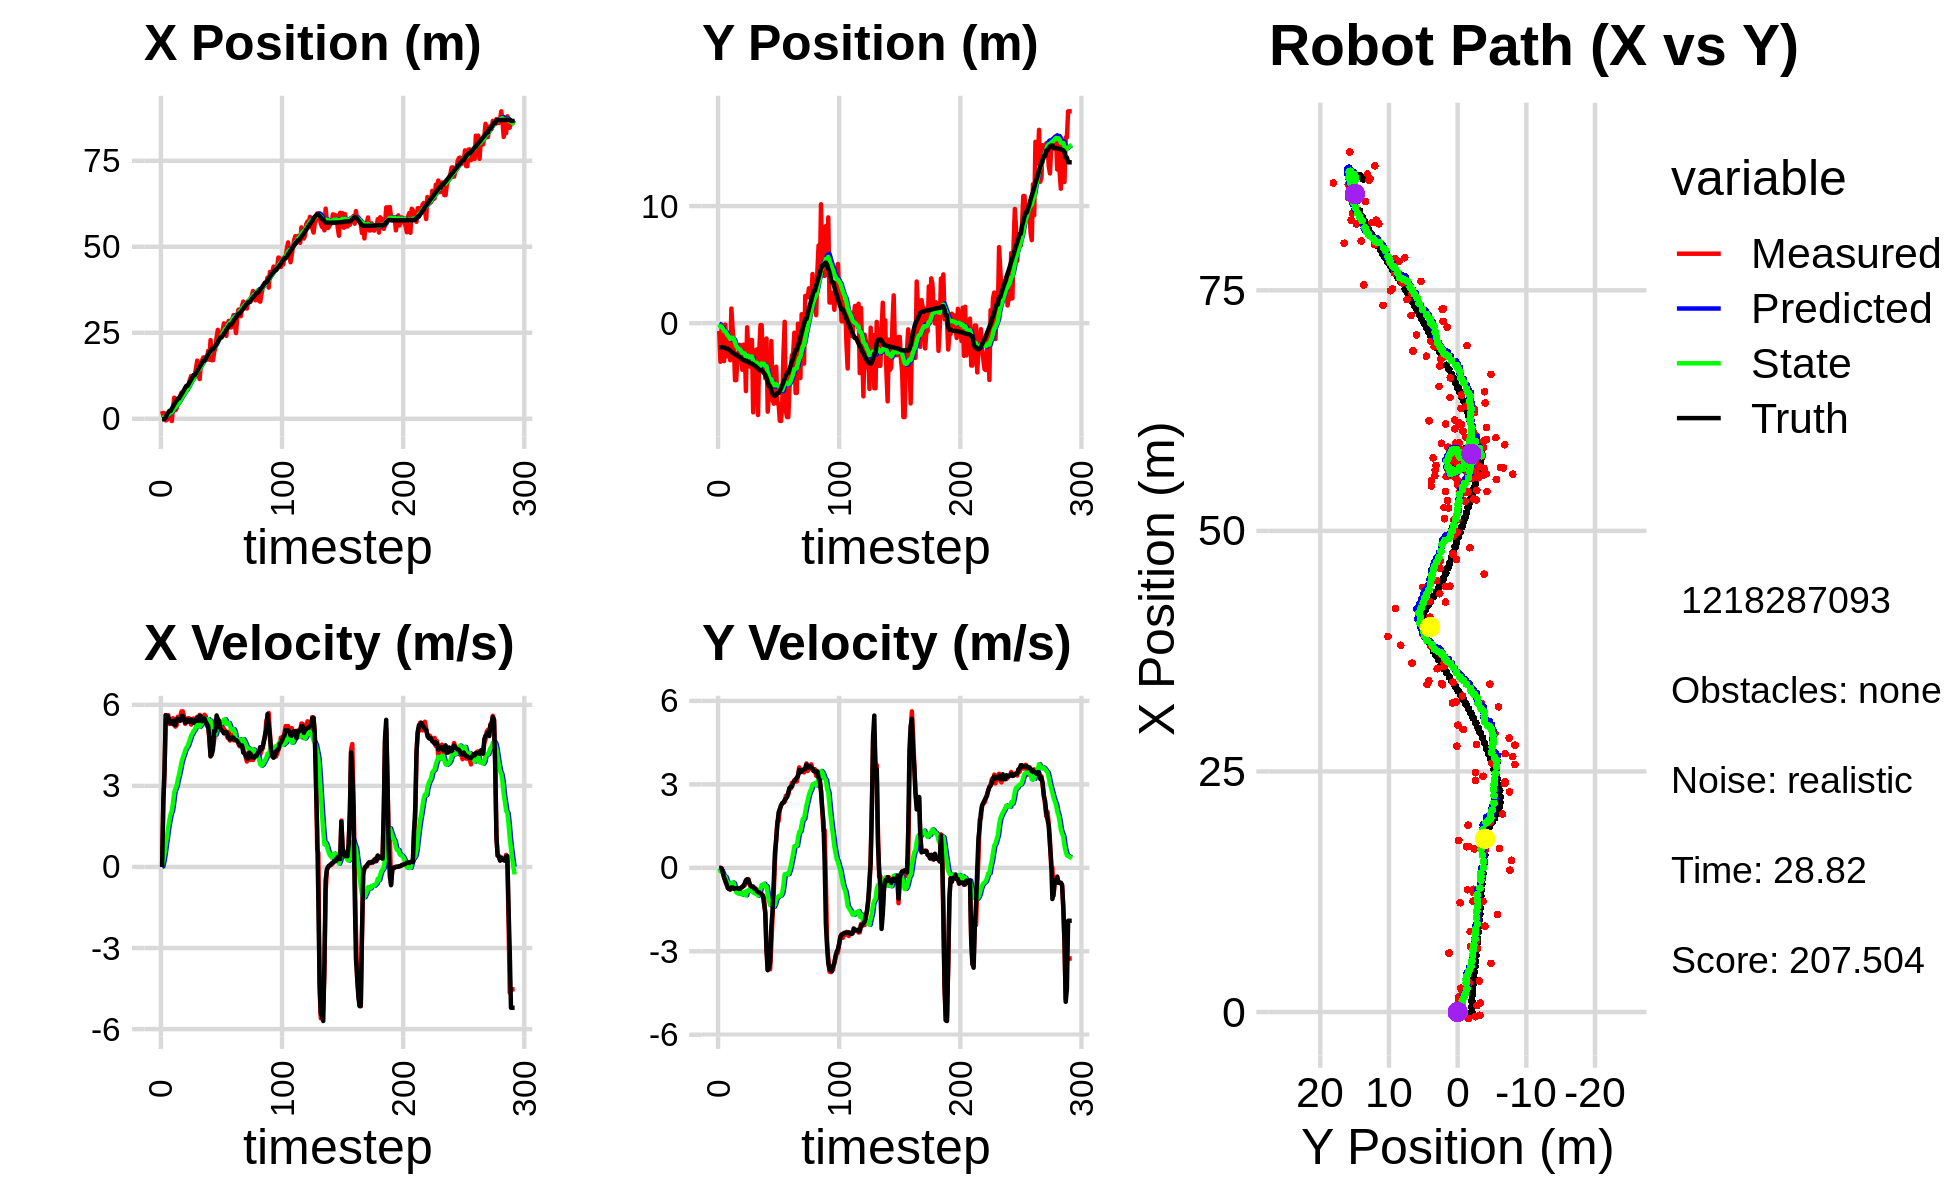 X Position (m)
75
50
25
0
0
100
200
300
timestep
Y Position (m)
10
0
0
100
200
300
timestep
X Velocity (m/s)
6
3
0
-3
-6
0
100
200
300
timestep
Y Velocity (m/s)
6
3
0
-3
-6
0
100
200
300
timestep
Robot Path (X vs Y)
X Position (m)
75
50
25
0
20 10 0 -10 -20
Y Position (m)
variable
Measured
Predicted
State
Truth
1218287093
Obstacles: none
Noise: realistic
Time: 28.82
Score: 207.504